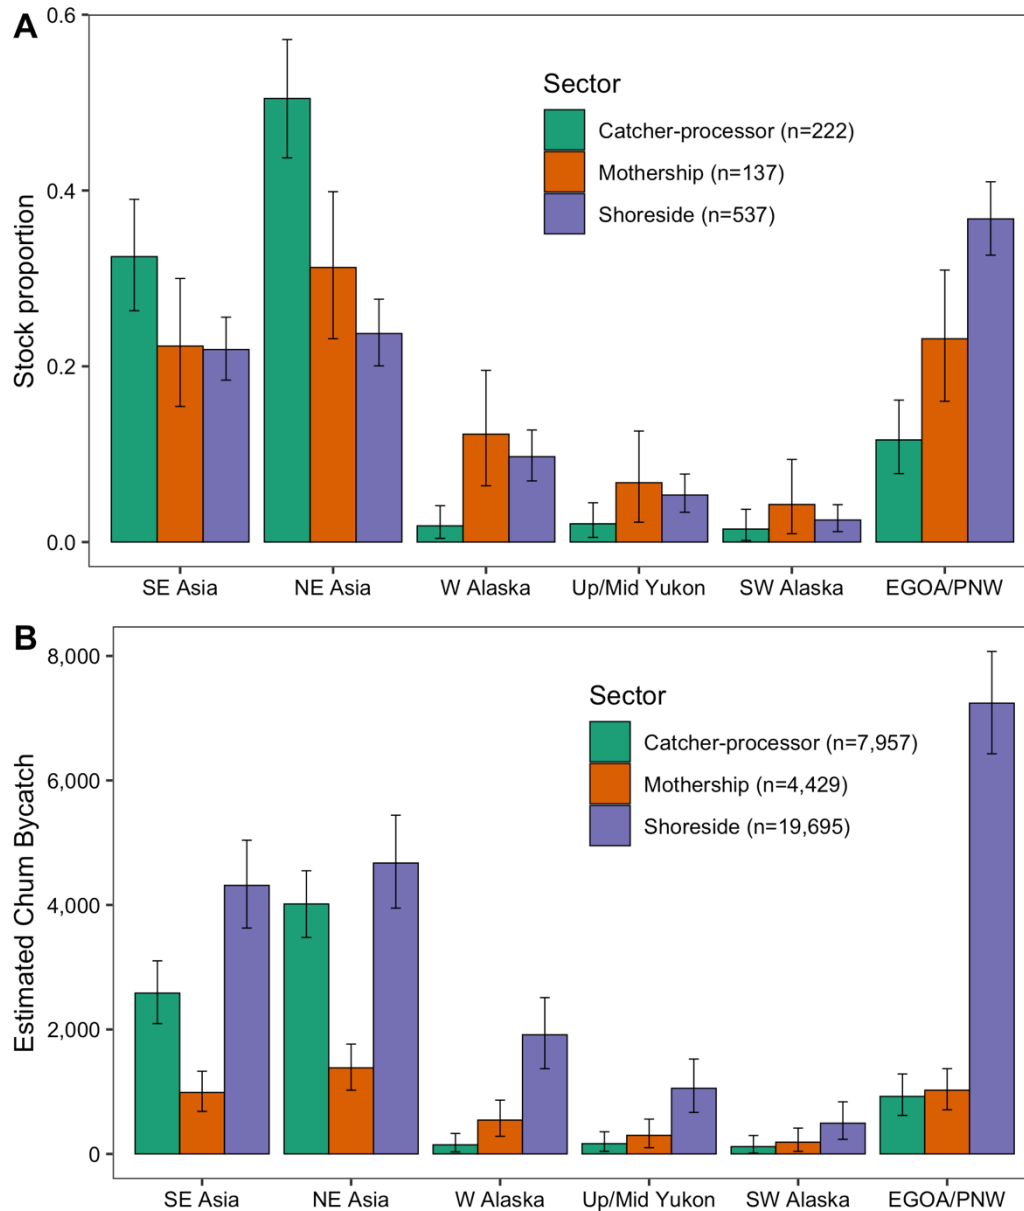 A
0.6
0.4
0.2
0.0
Stock proportion
Sector
Catcher-processor (n=222)
Mothership (n=137)
Shoreside (n=537)
SE Asia NE Asia W Alaska Up/Mid Yukon SW Alaska EGOA/PNW
B
8,000
6,000
4,000
2,000
0
Estimated Chum Bycatch
Sector
Catcher-processor (n=7,957)
Mothership (n=4,429)
Shoreside (n=19,695)
SE Asia NE Asia W Alaska Up/Mid Yukon SW Alaska EGOA/PNW